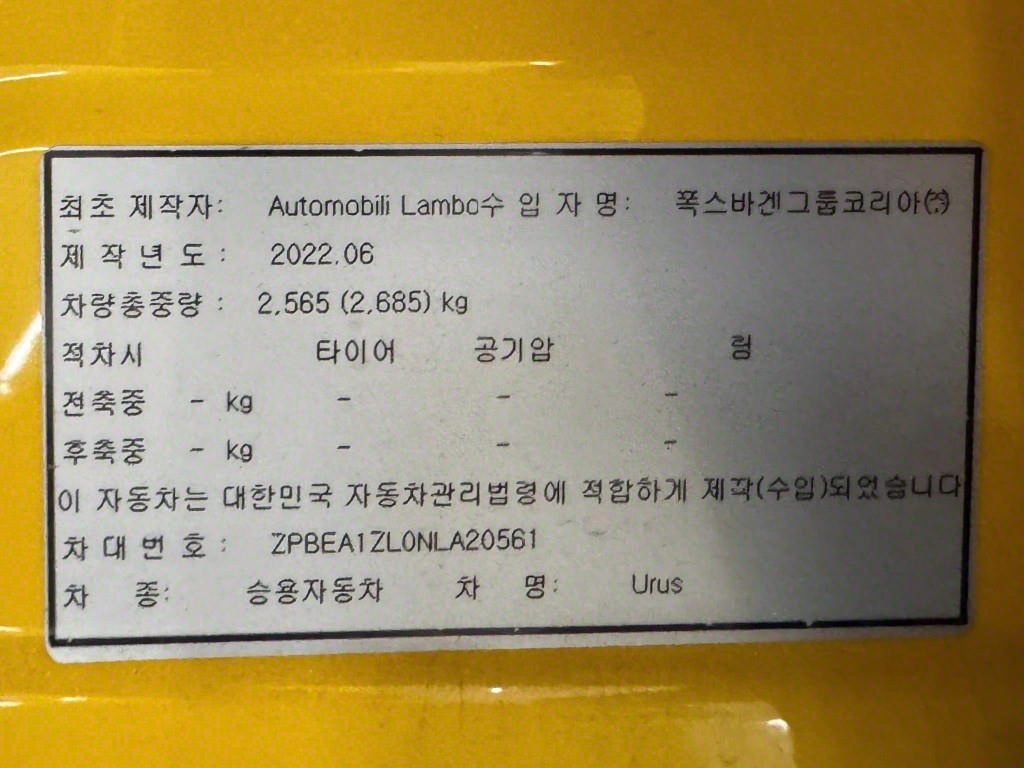 최초 제작자: Automobili Lambo수 입 자 명: 폭스바겐그룹코리아㈜
제 작 년 도 : 2022.06
차량총중량 : 2,565 (2,685) kg
적차시 타이어 공기압 림
전축중 - kg - - -
후축중 - kg - - -
이 자동차는 대한민국 자동차관리법령에 적합하게 제작(수입)되었습니다
차 대 번 호 : ZPBEA1ZL0NLA20561
차 종: 승용자동차 차 명: Urus